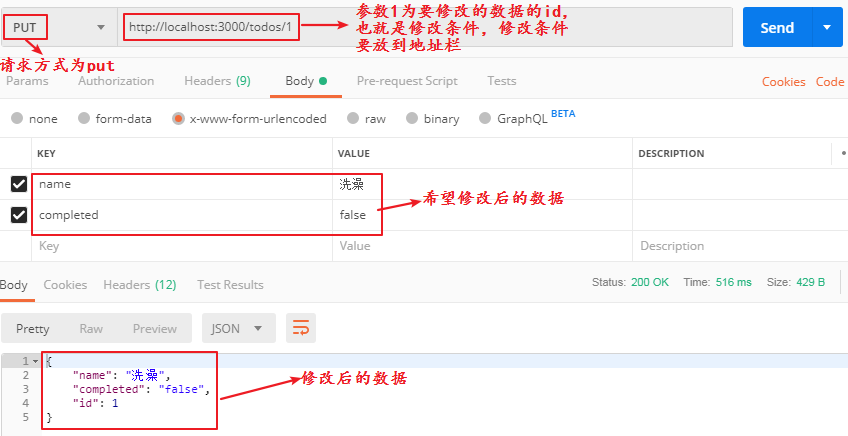 PUT
http://localhost:3000/todos/1
参数1为要修改的数据的id,
也就是修改条件, 修改条件
要放到地址栏
Send
请求方式为put
Params Authorization Headers (9) Body Pre-request Script Tests Cookies Code
none form-data x-www-form-urlencoded raw binary GraphQL BETA
KEY VALUE DESCRIPTION
name 洗澡
completed false
希望修改后的数据
Key Value Description
Body Cookies Headers (12) Test Results Status: 200 OK Time: 516 ms Size: 429 B
Pretty Raw Preview JSON
1 {
2 "name": "洗澡",
3 "completed": "false",
4 "id": 1
5 }
修改后的数据